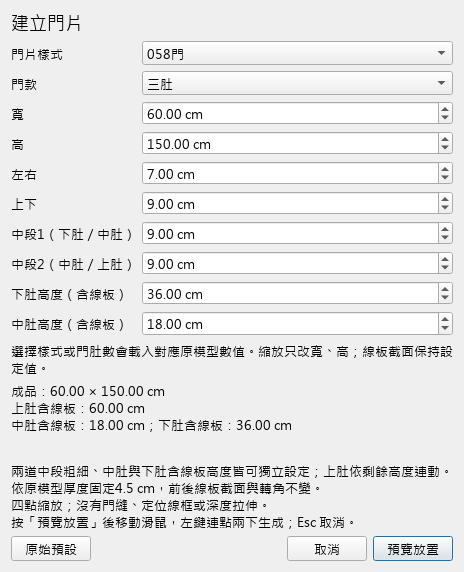 建立門片
門片樣式 058門
門款 三肚
寬 60.00 cm
高 150.00 cm
左右 7.00 cm
上下 9.00 cm
中段1（下肚 / 中肚） 9.00 cm
中段2（中肚 / 上肚） 9.00 cm
下肚高度（含線板） 36.00 cm
中肚高度（含線板） 18.00 cm
選擇樣式或門肚數會載入對應原模型數值。縮放只改寬、高；線板截面保持設
定值。
成品：60.00 × 150.00 cm
上肚含線板：60.00 cm
中肚含線板：18.00 cm；下肚含線板：36.00 cm
兩道中段粗細、中肚與下肚含線板高度皆可獨立設定；上肚依剩餘高度連動。
依原模型厚度固定4.5 cm，前後線板截面與轉角不變。
四點縮放；沒有門縫、定位線框或深度拉伸。
按「預覽放置」後移動滑鼠，左鍵連點兩下生成；Esc 取消。
原始預設 取消 預覽放置